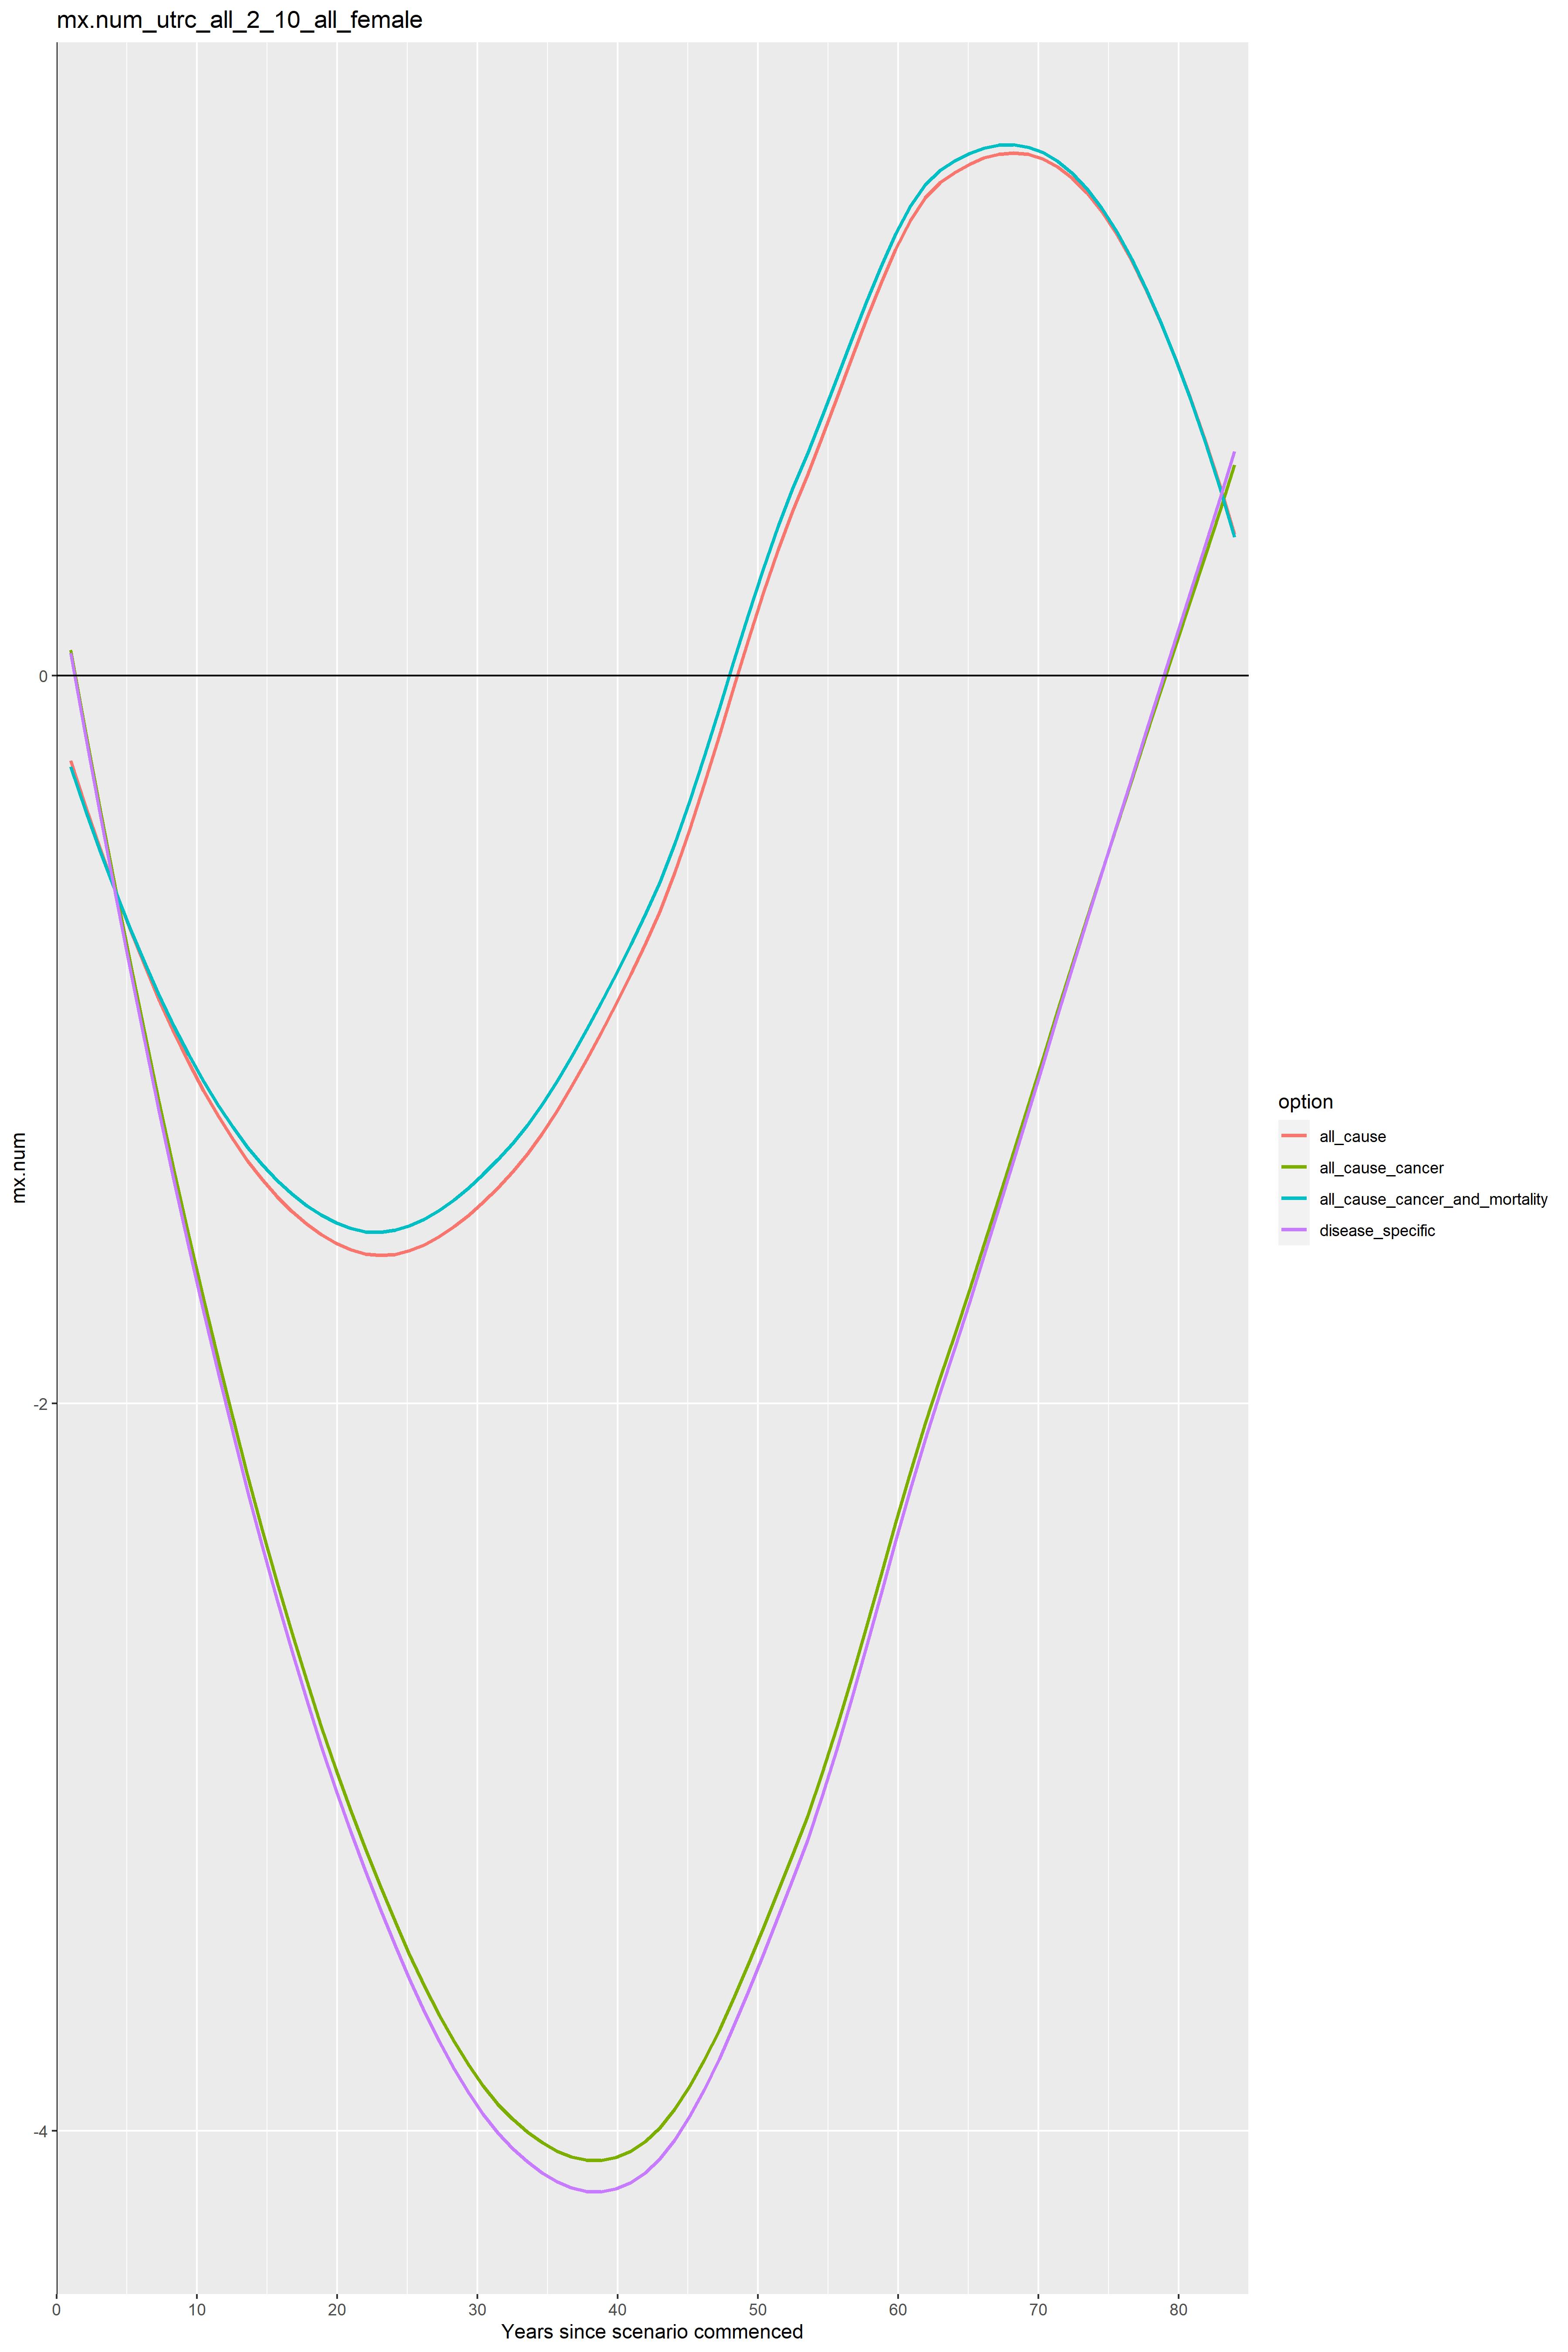 mx.num_utrc_all_2_10_all_female
mx.num
0
-2
-4
0 10 20 30 40 50 60 70 80
Years since scenario commenced
option
all_cause
all_cause_cancer
all_cause_cancer_and_mortality
disease_specific